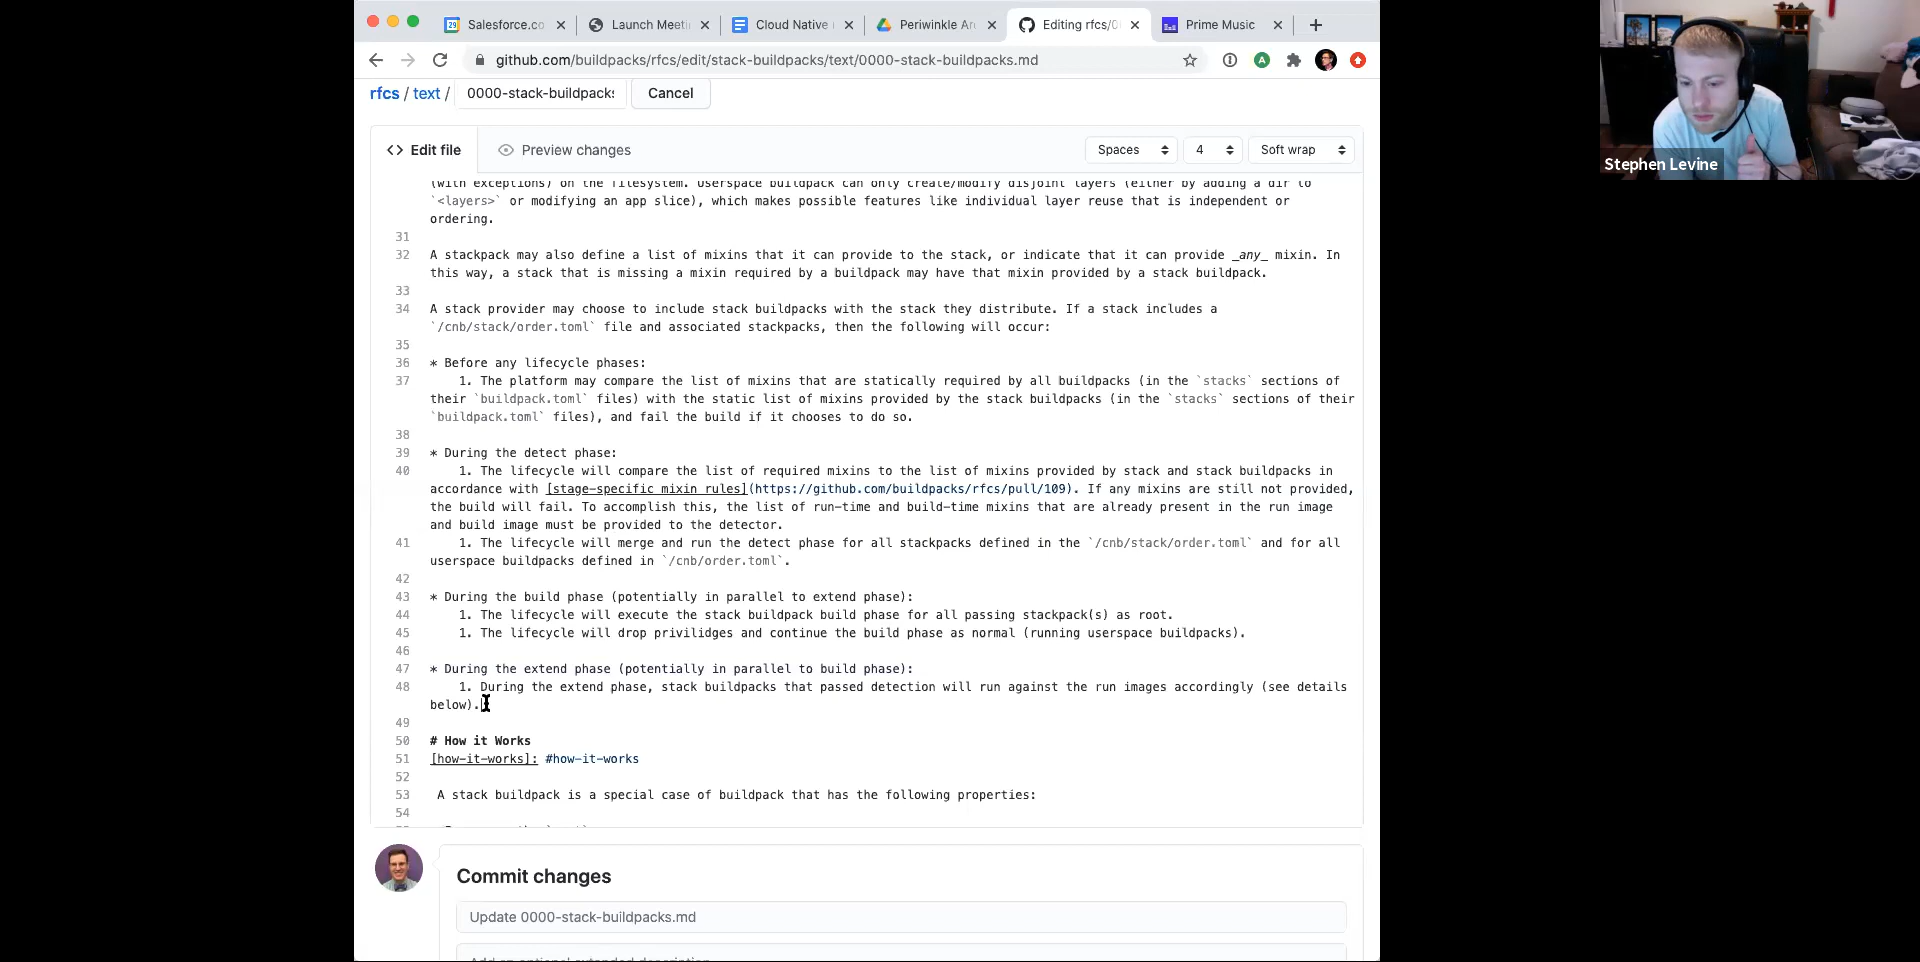 Salesforce.co
Launch Meeti
Cloud Native
Periwinkle Ar
Editing rfcs/0
Prime Music
github.com/buildpacks/rfcs/edit/stack-buildpacks/text/0000-stack-buildpacks.md
rfcs / text / 0000-stack-buildpacks Cancel
<> Edit file Preview changes Spaces 4 Soft wrap
(with exceptions) on the filesystem. Userspace buildpack can only create/modify disjoint layers (either by adding a dir to
`<layers>` or modifying an app slice), which makes possible features like individual layer reuse that is independent or
ordering.
31
32 A stackpack may also define a list of mixins that it can provide to the stack, or indicate that it can provide _any_ mixin. In
this way, a stack that is missing a mixin required by a buildpack may have that mixin provided by a stack buildpack.
33
34 A stack provider may choose to include stack buildpacks with the stack they distribute. If a stack includes a
`/cnb/stack/order.toml` file and associated stackpacks, then the following will occur:
35
36 * Before any lifecycle phases:
37 1. The platform may compare the list of mixins that are statically required by all buildpacks (in the `stacks` sections of
their `buildpack.toml` files) with the static list of mixins provided by the stack buildpacks (in the `stacks` sections of their
`buildpack.toml` files), and fail the build if it chooses to do so.
38
39 * During the detect phase:
40 1. The lifecycle will compare the list of required mixins to the list of mixins provided by stack and stack buildpacks in
accordance with [stage-specific mixin rules](https://github.com/buildpacks/rfcs/pull/109). If any mixins are still not provided,
the build will fail. To accomplish this, the list of run-time and build-time mixins that are already present in the run image
and build image must be provided to the detector.
41 1. The lifecycle will merge and run the detect phase for all stackpacks defined in the `/cnb/stack/order.toml` and for all
userspace buildpacks defined in `/cnb/order.toml`.
42
43 * During the build phase (potentially in parallel to extend phase):
44 1. The lifecycle will execute the stack buildpack build phase for all passing stackpack(s) as root.
45 1. The lifecycle will drop privilidges and continue the build phase as normal (running userspace buildpacks).
46
47 * During the extend phase (potentially in parallel to build phase):
48 1. During the extend phase, stack buildpacks that passed detection will run against the run images accordingly (see details
below).
49
50 # How it Works
51 [how-it-works]: #how-it-works
52
53 A stack buildpack is a special case of buildpack that has the following properties:
54
Commit changes
Update 0000-stack-buildpacks.md
Stephen Levine